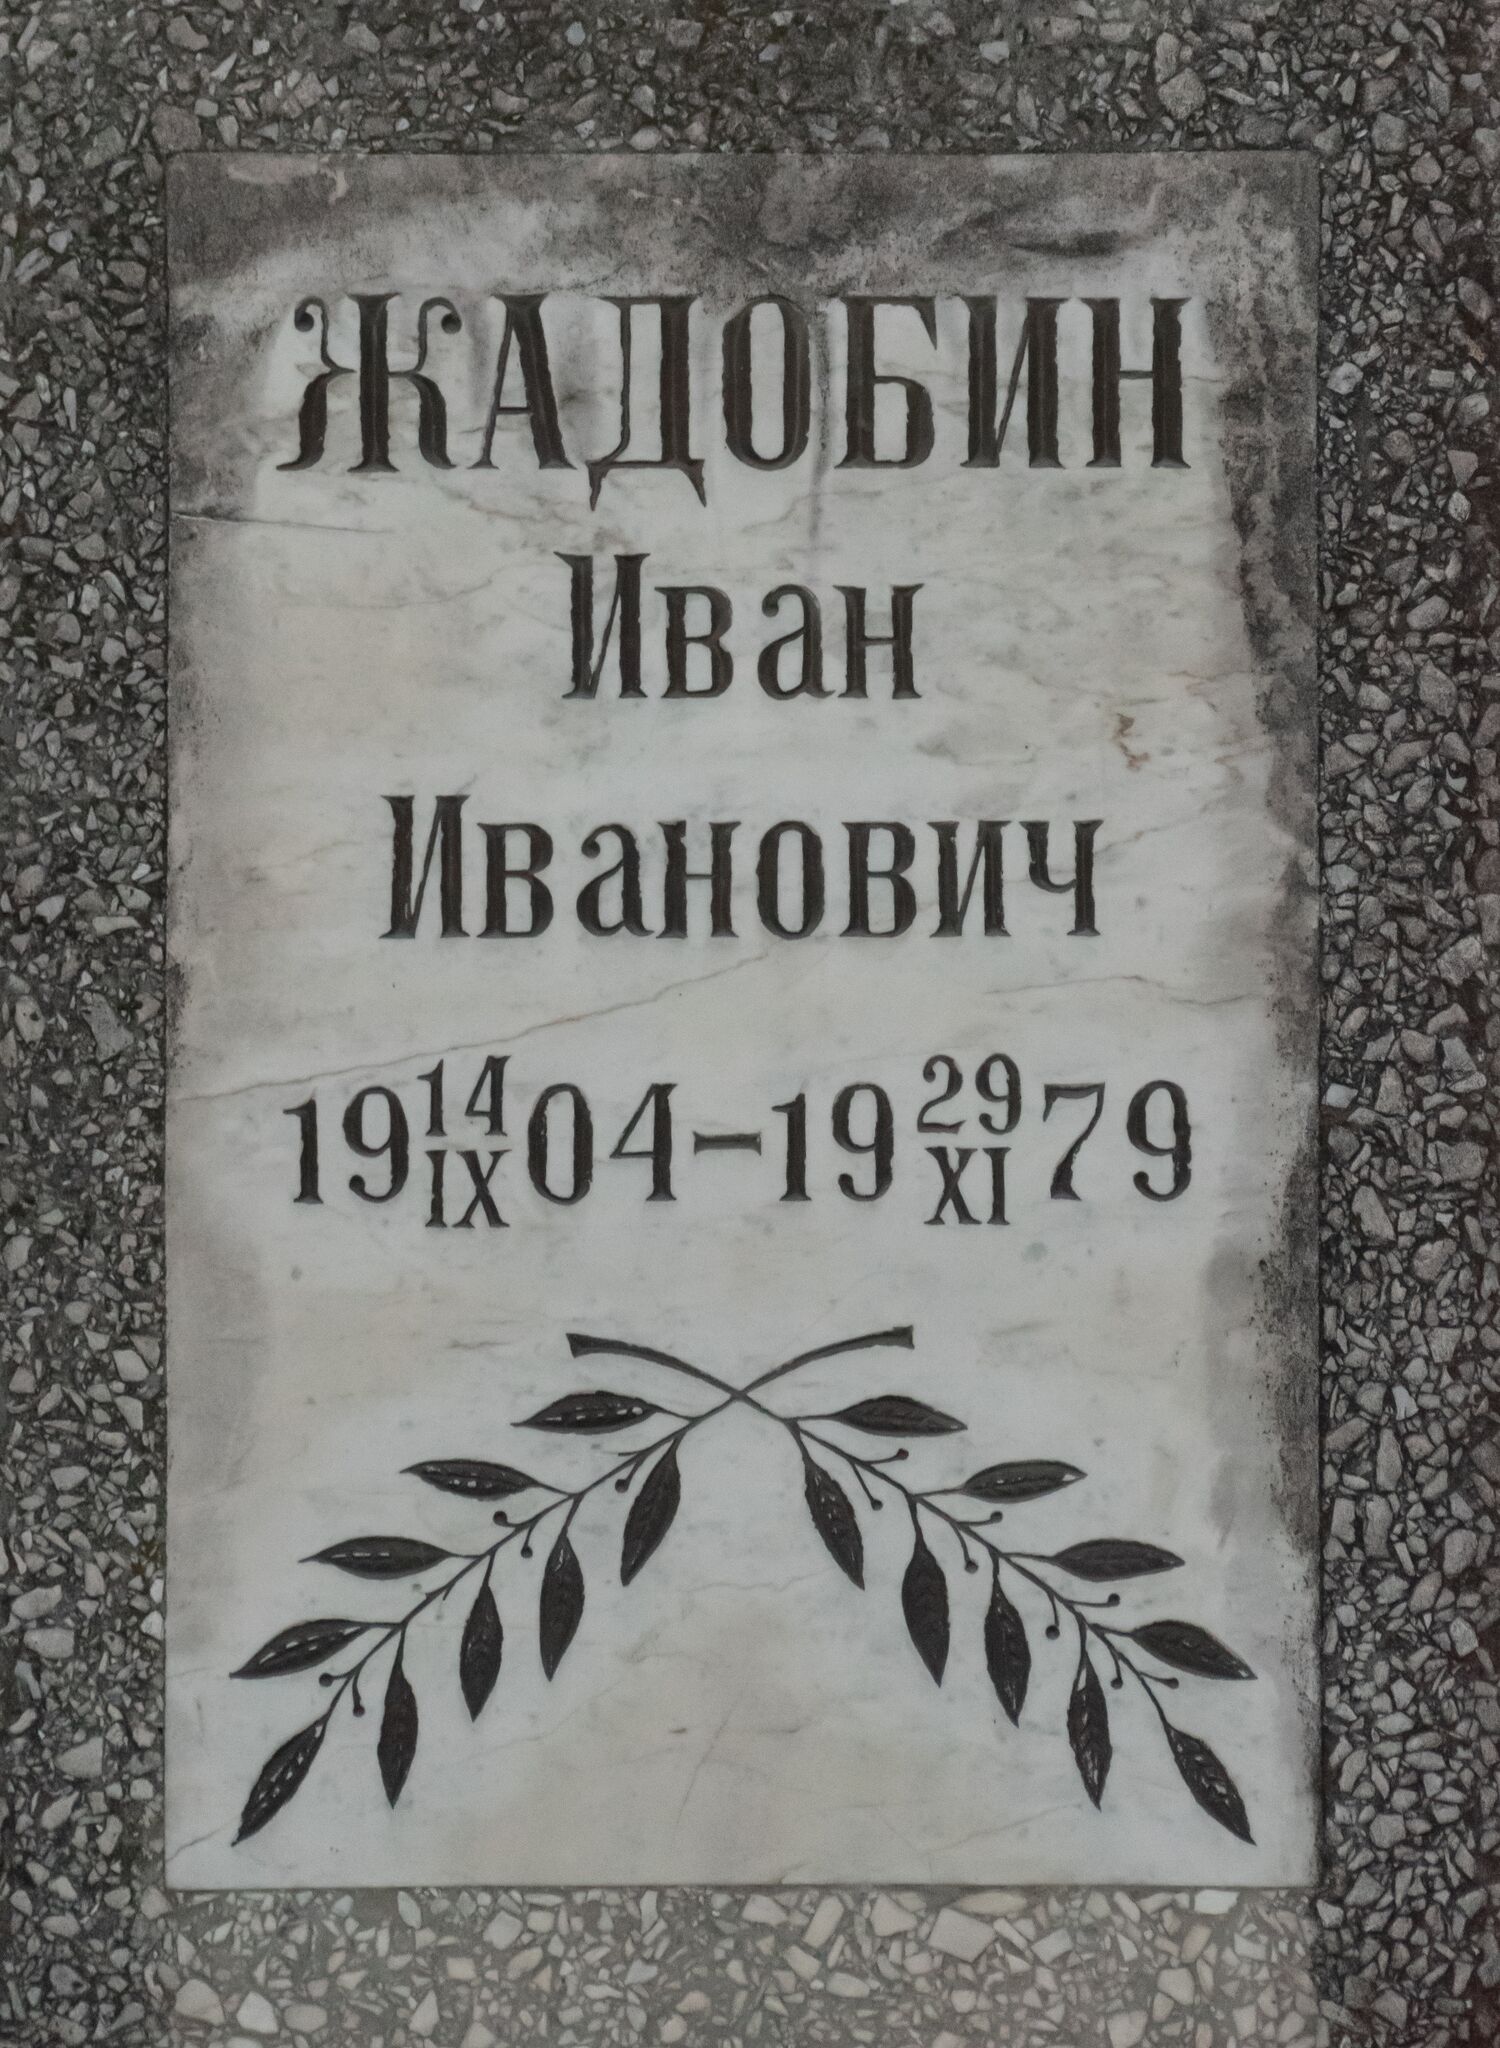 ЖАДОБИН
Иван
Иванович
19 14/IX 04-19 29/XI 79